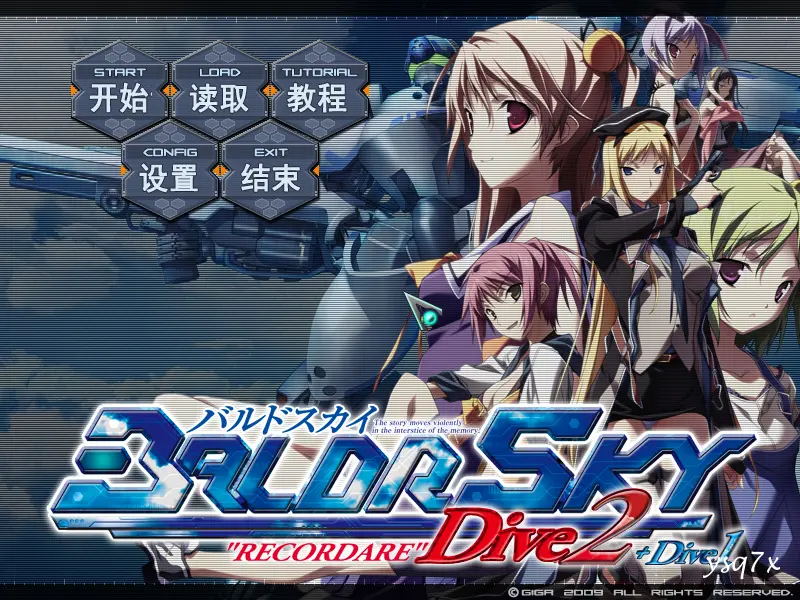 START
开始
LOAD
读取
TUTORIAL
教程
CONFIG
设置
EXIT
结束
バルドスカイ
The story moves violently
in the interstice of the memory.
BALDR SKY
"RECORDARE" Dive2 + Dive1
ysq7x
©GIGA 2009 ALL RIGHTS RESERVED.